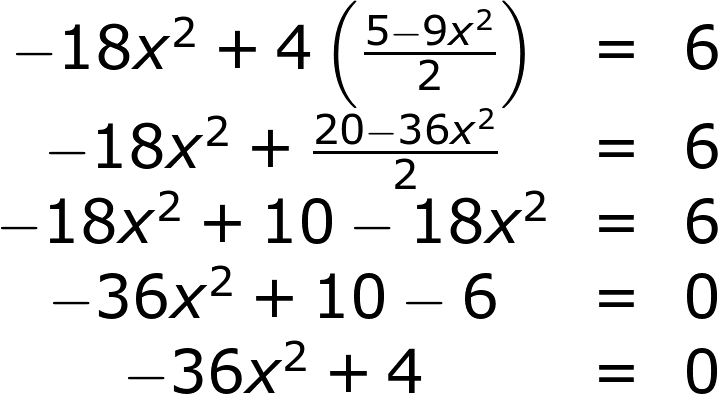 −18x² + 4 ((5−9x²)/2) = 6
−18x² + (20−36x²)/2 = 6
−18x² + 10 − 18x² = 6
−36x² + 10 − 6 = 0
−36x² + 4 = 0